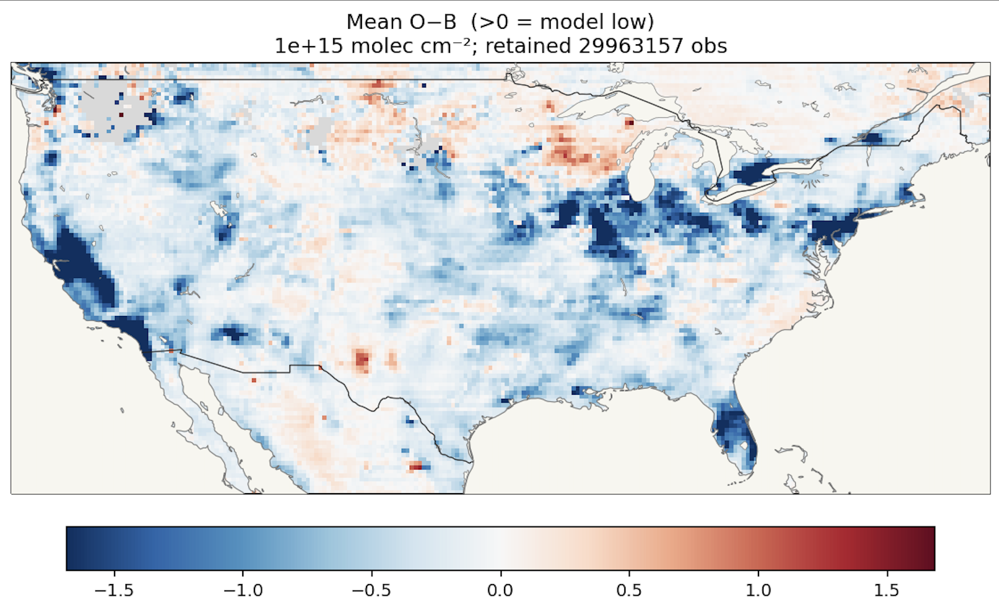 Mean O−B  (>0 = model low)
1e+15 molec cm⁻²; retained 29963157 obs
−1.5 −1.0 −0.5 0.0 0.5 1.0 1.5